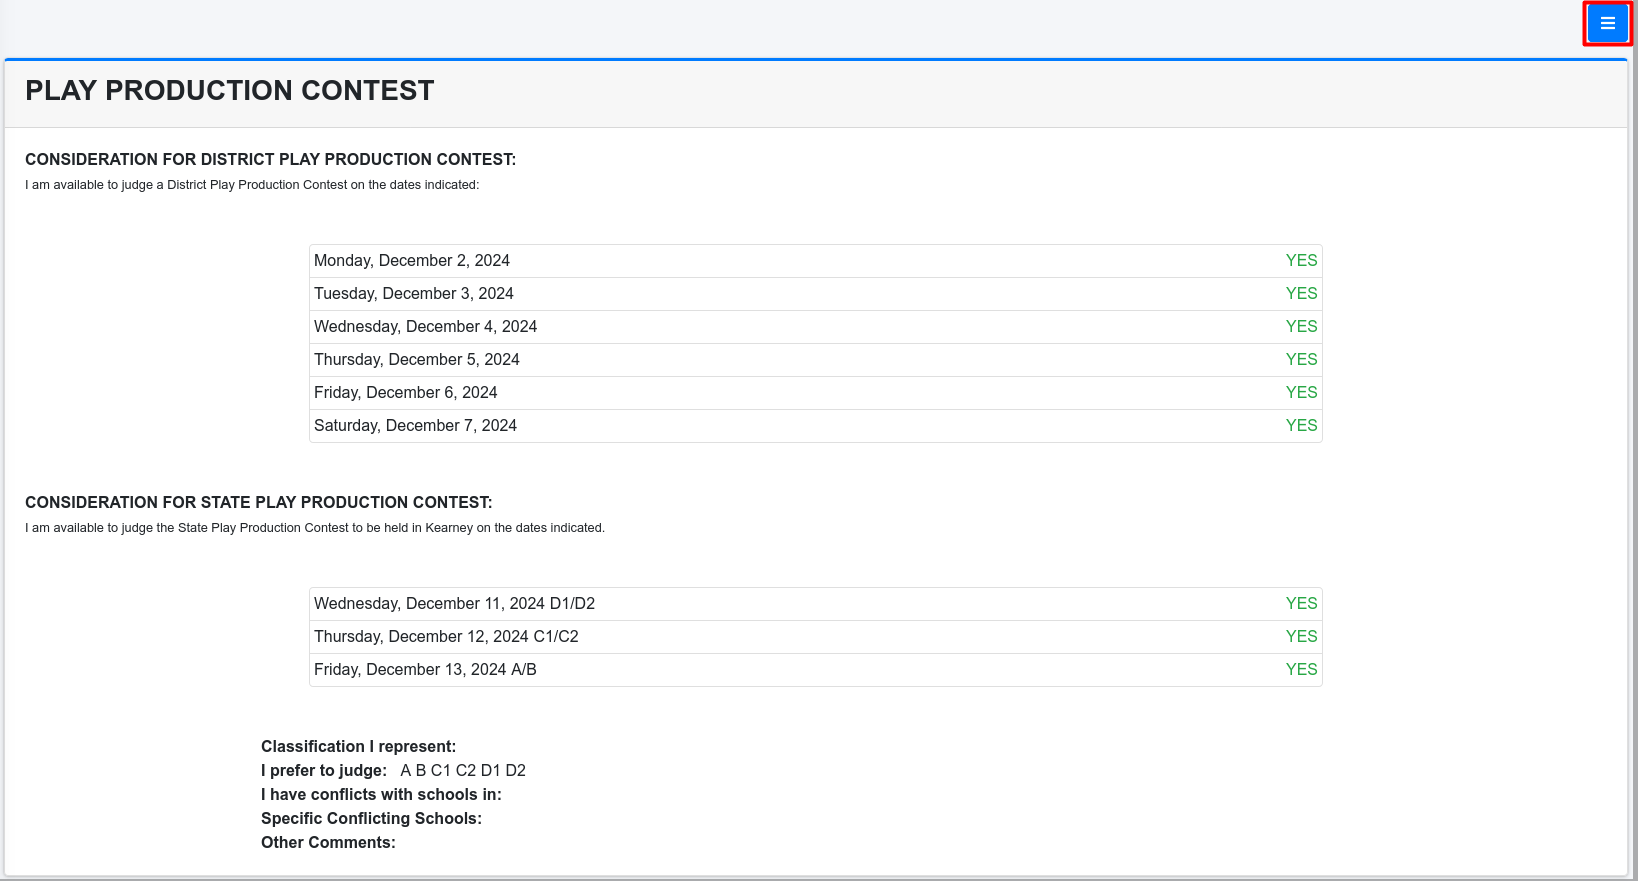 PLAY PRODUCTION CONTEST
CONSIDERATION FOR DISTRICT PLAY PRODUCTION CONTEST:
I am available to judge a District Play Production Contest on the dates indicated:
Monday, December 2, 2024 YES
Tuesday, December 3, 2024 YES
Wednesday, December 4, 2024 YES
Thursday, December 5, 2024 YES
Friday, December 6, 2024 YES
Saturday, December 7, 2024 YES
CONSIDERATION FOR STATE PLAY PRODUCTION CONTEST:
I am available to judge the State Play Production Contest to be held in Kearney on the dates indicated.
Wednesday, December 11, 2024 D1/D2 YES
Thursday, December 12, 2024 C1/C2 YES
Friday, December 13, 2024 A/B YES
Classification I represent:
I prefer to judge: A B C1 C2 D1 D2
I have conflicts with schools in:
Specific Conflicting Schools:
Other Comments: